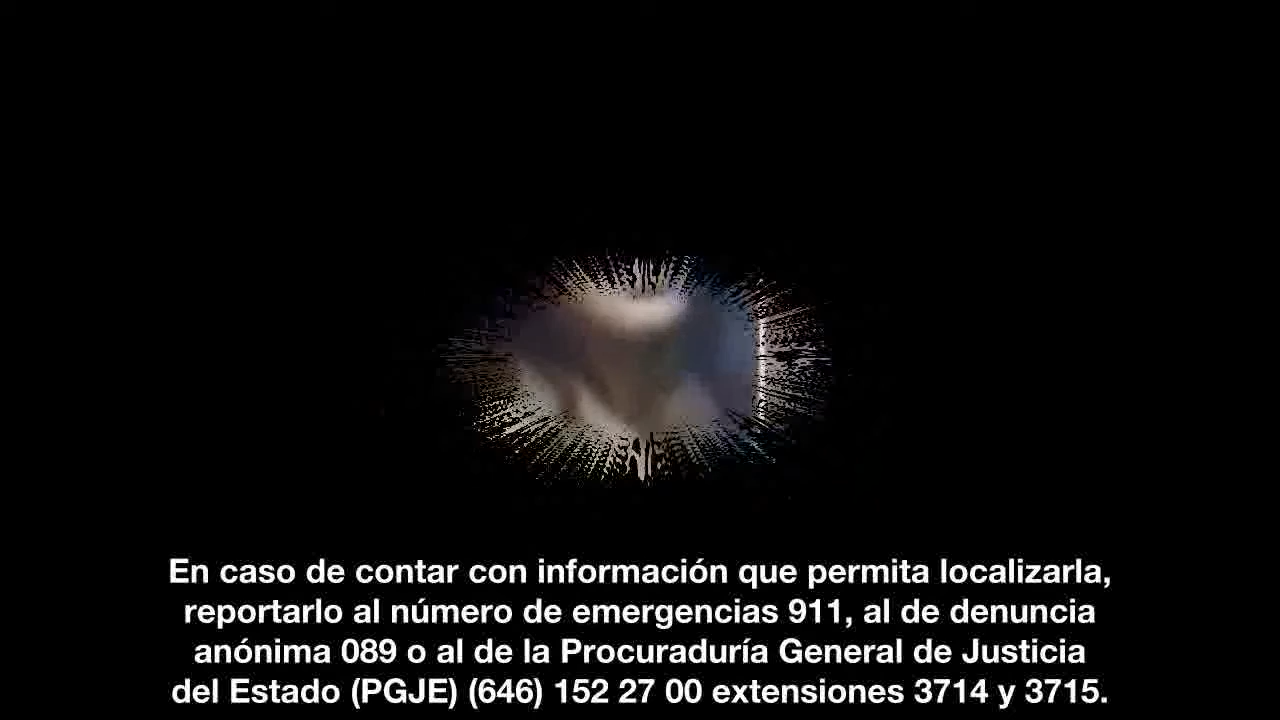 En caso de contar con información que permita localizarla,
reportarlo al número de emergencias 911, al de denuncia
anónima 089 o al de la Procuraduría General de Justicia
del Estado (PGJE) (646) 152 27 00 extensiones 3714 y 3715.